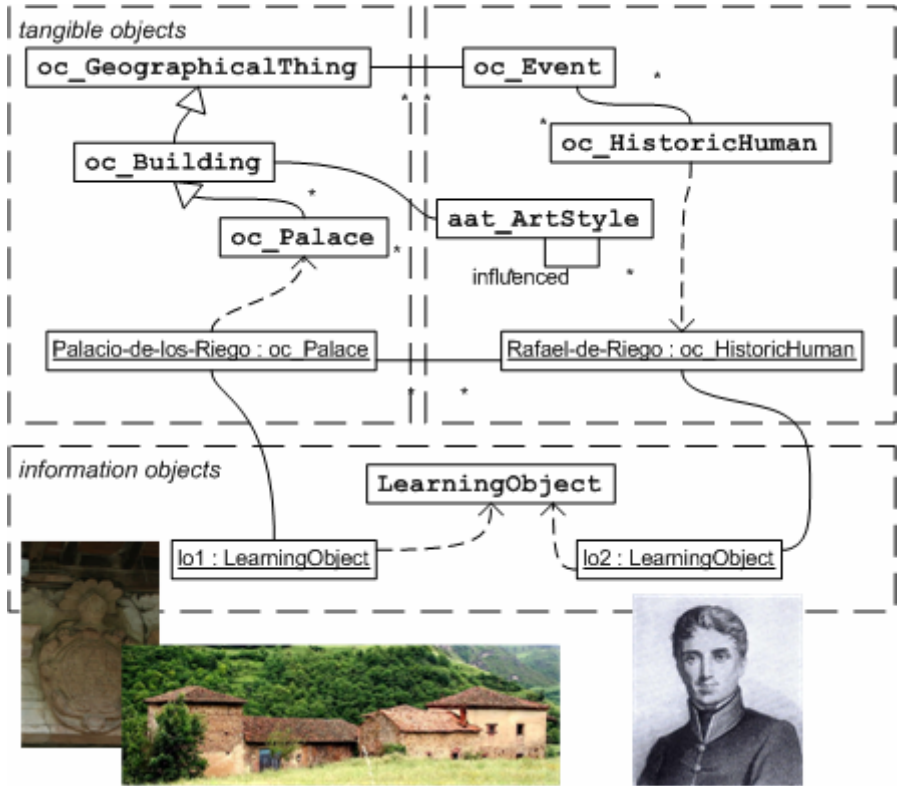 tangible objects
oc_GeographicalThing
oc_Event
*
* *
*
oc_HistoricHuman
oc_Building
*
aat_ArtStyle
oc_Palace
*
influenced
*
*
Palacio-de-los-Riego : oc_Palace
Rafael-de-Riego : oc_HistoricHuman
* *
information objects
LearningObject
lo1 : LearningObject
lo2 : LearningObject